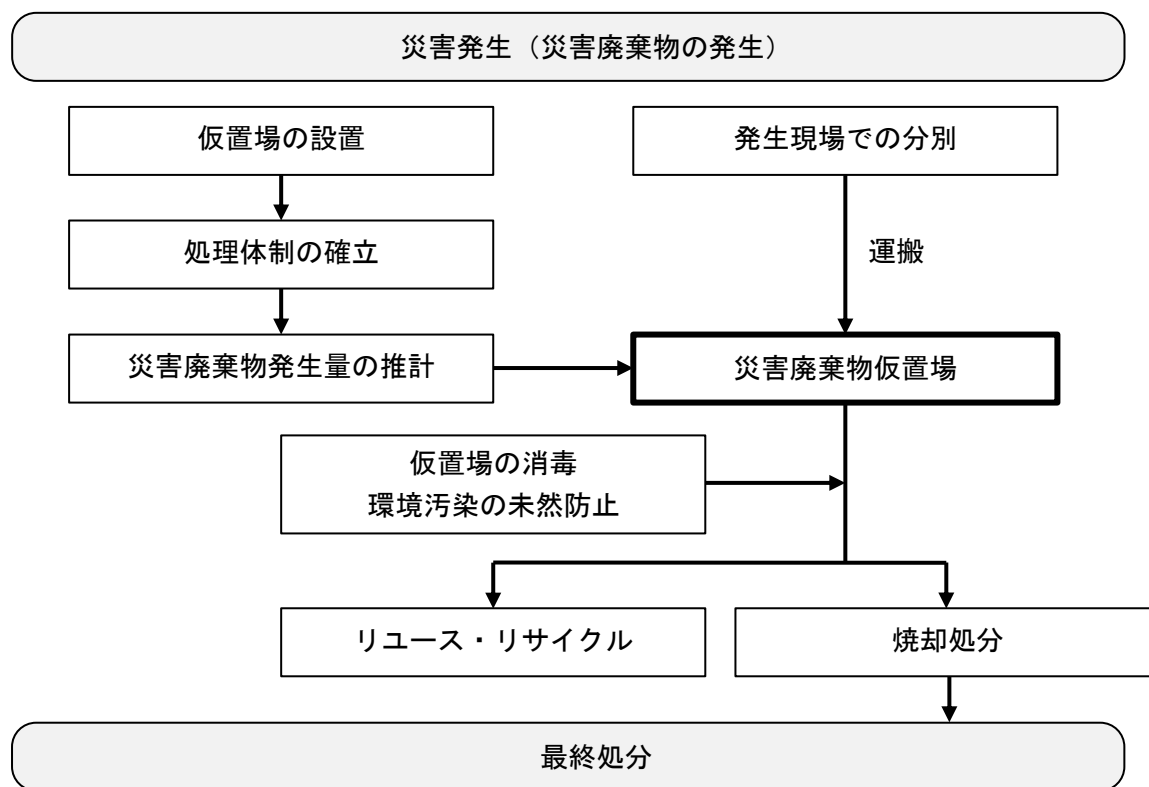 災害発生（災害廃棄物の発生）
仮置場の設置
発生現場での分別
処理体制の確立
運搬
災害廃棄物発生量の推計
災害廃棄物仮置場
仮置場の消毒
環境汚染の未然防止
リユース・リサイクル
焼却処分
最終処分